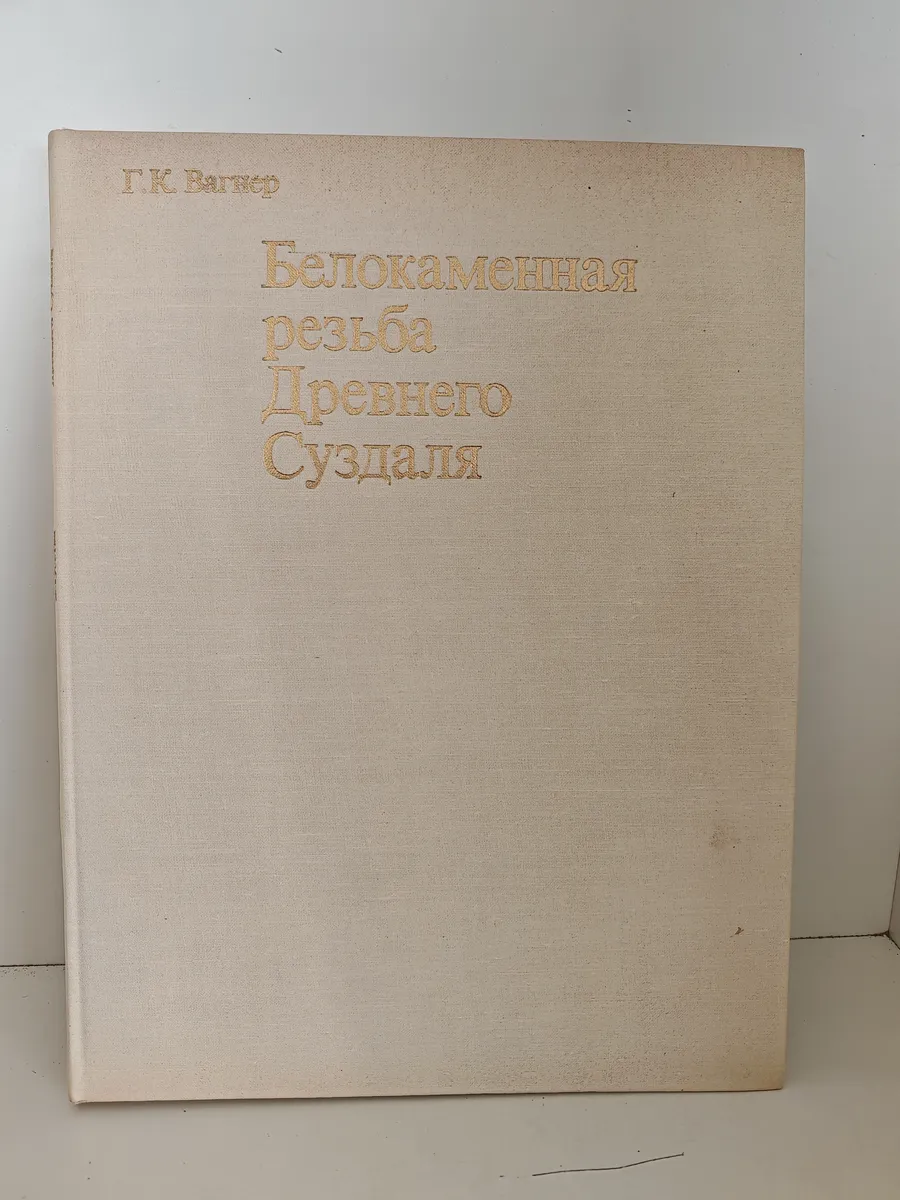 Г.К. Вагнер
Белокаменная
резьба
Древнего
Суздаля